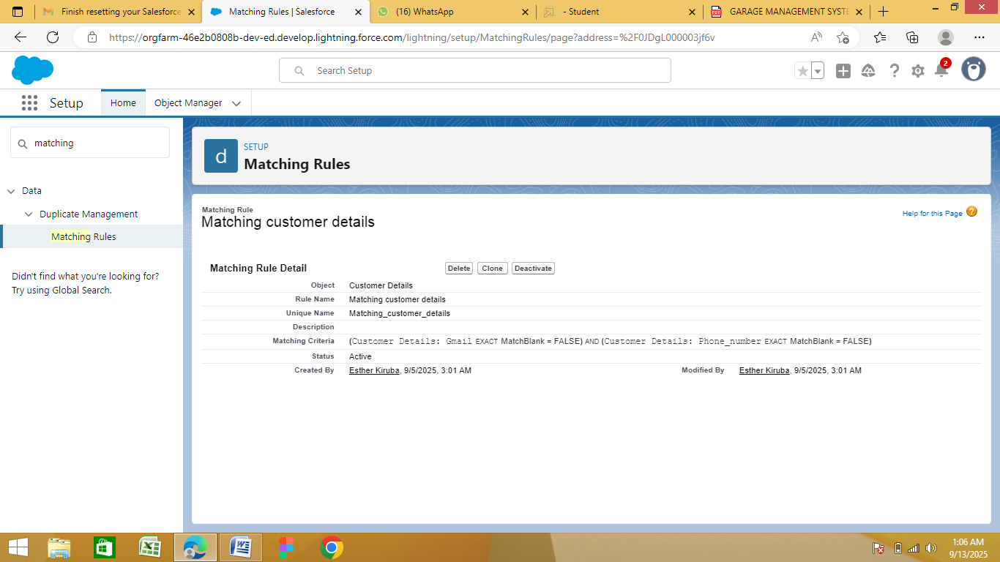 Finish resetting your Salesforce
Matching Rules | Salesforce
(16) WhatsApp
- Student
PDF
GARAGE MANAGEMENT SYSTE
https://orgfarm-46e2b0808b-dev-ed.develop.lightning.force.com/lightning/setup/MatchingRules/page?address=%2F0JDgL000003jf6v
Search Setup
2
Setup
Home
Object Manager
matching
Data
Duplicate Management
Matching Rules
Didn't find what you're looking for?
Try using Global Search.
d
SETUP
Matching Rules
Matching Rule
Matching customer details
Help for this Page
Matching Rule Detail
Delete Clone Deactivate
Object Customer Details
Rule Name Matching customer details
Unique Name Matching_customer_details
Description
Matching Criteria (Customer Details: Gmail EXACT MatchBlank = FALSE) AND (Customer Details: Phone_number EXACT MatchBlank = FALSE)
Status Active
Created By Esther Kiruba, 9/5/2025, 3:01 AM Modified By Esther Kiruba, 9/5/2025, 3:01 AM
1:06 AM
9/13/2025